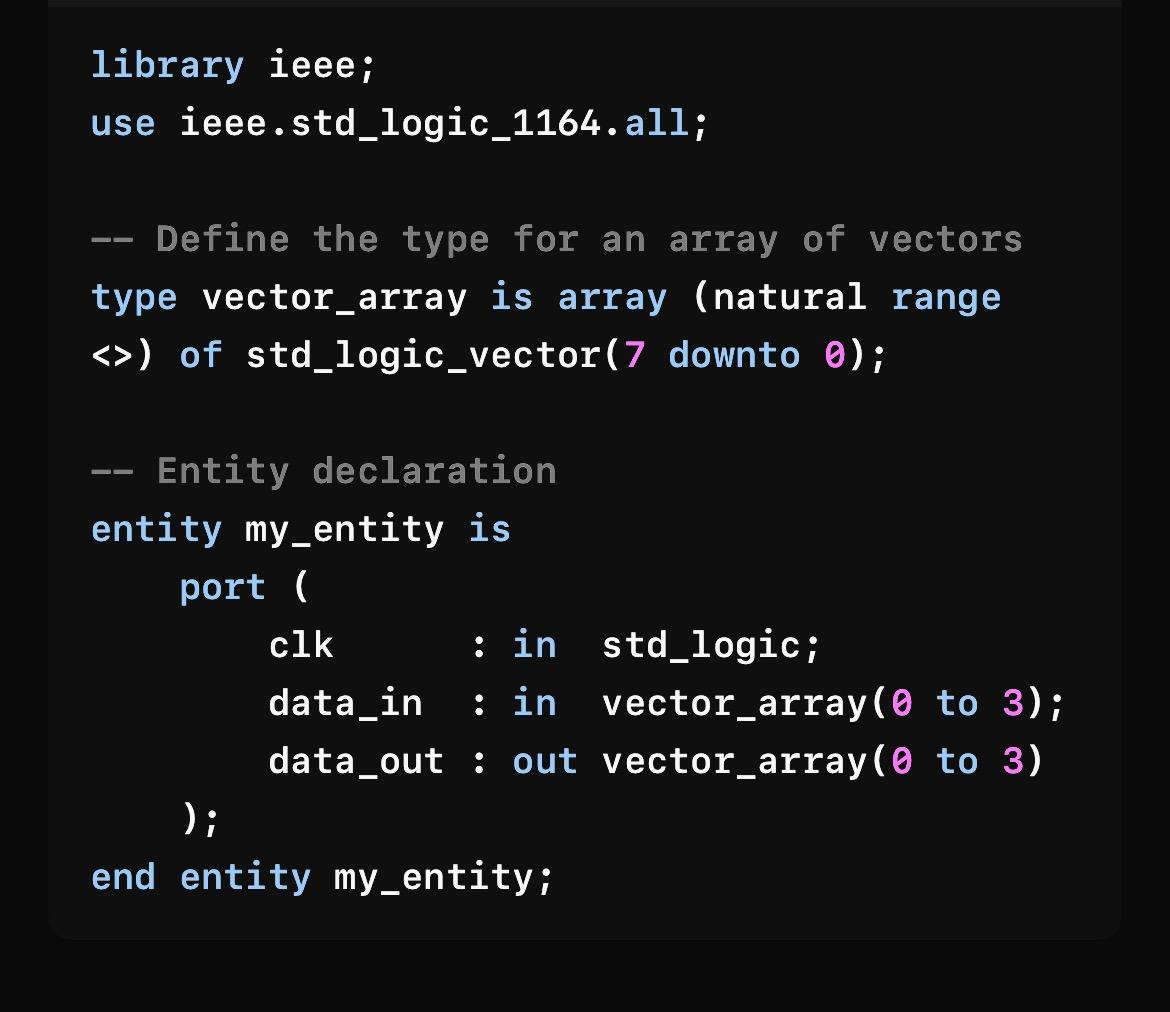 library ieee;
use ieee.std_logic_1164.all;
-- Define the type for an array of vectors
type vector_array is array (natural range
<>) of std_logic_vector(7 downto 0);
-- Entity declaration
entity my_entity is
    port (
        clk      : in  std_logic;
        data_in  : in  vector_array(0 to 3);
        data_out : out vector_array(0 to 3)
    );
end entity my_entity;